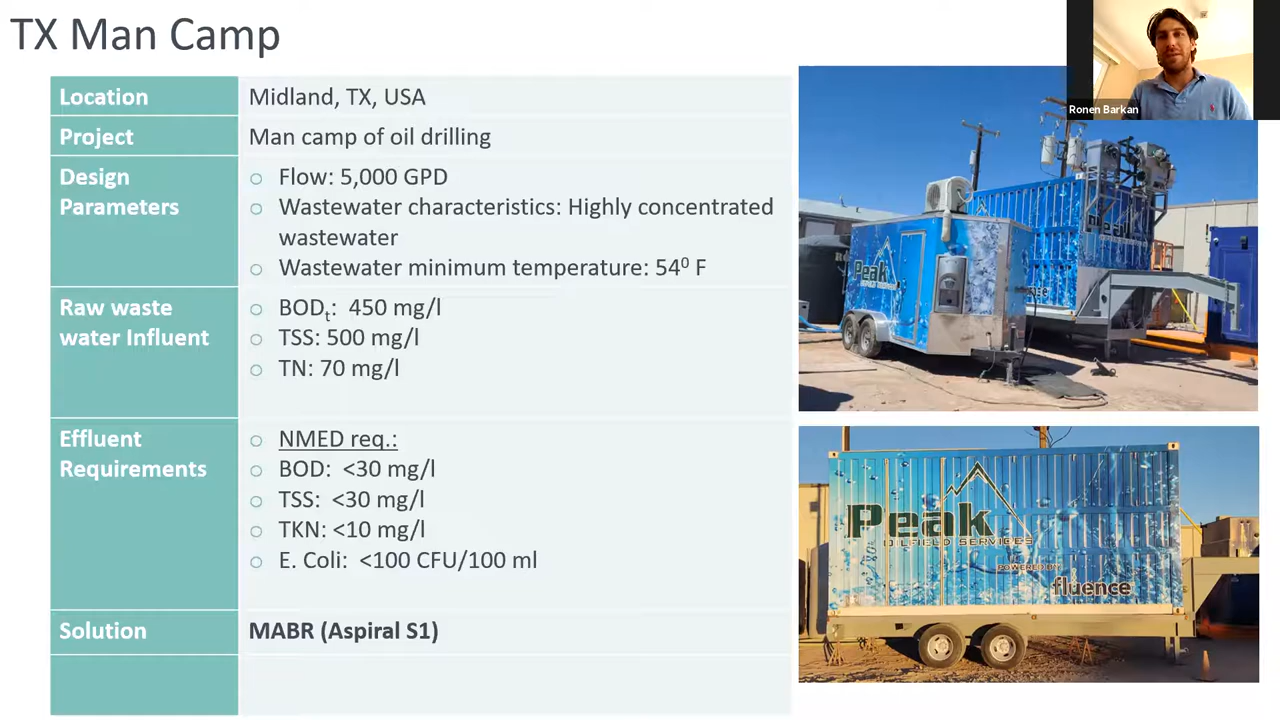 TX Man Camp
Location
Midland, TX, USA
Project
Man camp of oil drilling
Design
Parameters
○ Flow: 5,000 GPD
○ Wastewater characteristics: Highly concentrated
wastewater
○ Wastewater minimum temperature: 54⁰ F
Raw waste
water Influent
○ BODₜ: 450 mg/l
○ TSS: 500 mg/l
○ TN: 70 mg/l
Effluent
Requirements
○ NMED req.:
○ BOD: <30 mg/l
○ TSS: <30 mg/l
○ TKN: <10 mg/l
○ E. Coli: <100 CFU/100 ml
Solution
MABR (Aspiral S1)
Ronen Barkan
Peak
Peak
OILFIELD SERVICES
POWERED BY
fluence